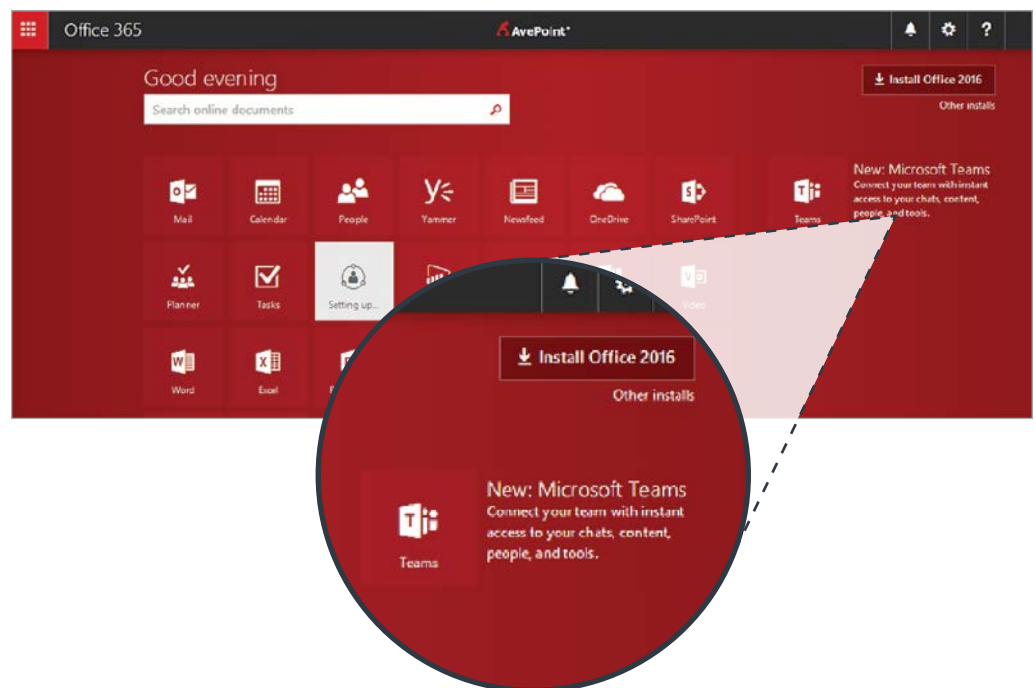 Office 365
AvePoint
Good evening
Install Office 2016
Search online documents
Other installs
New: Microsoft Teams
Connect your team with instant
access to your chats, content,
people, and tools.
Mail
Calendar
People
Yammer
Newsfeed
OneDrive
SharePoint
Teams
Planner
Tasks
Setting up...
Video
Word
Excel
Install Office 2016
Other installs
New: Microsoft Teams
Connect your team with instant
access to your chats, content,
people, and tools.
Teams